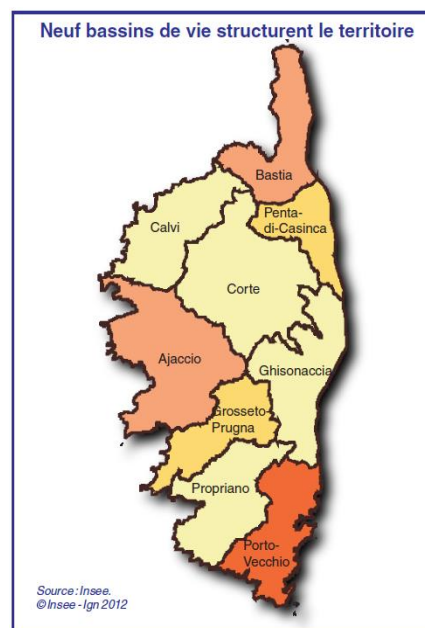 Neuf bassins de vie structurent le territoire
Bastia
Penta-
di-Casinca
Calvi
Corte
Ajaccio
Ghisonaccia
Grosseto-
Prugna
Propriano
Porto-
Vecchio
Source : Insee.
© Insee - Ign 2012